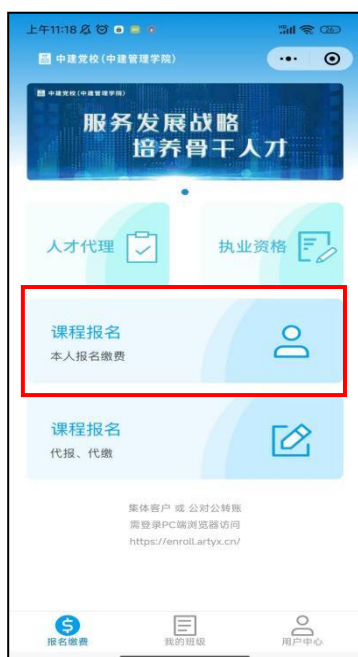 上午11:18
中建党校(中建管理学院)
中建党校(中建管理学院)
服务发展战略
培养骨干人才
人才代理
执业资格
课程报名
本人报名缴费
课程报名
代报、代缴
集体客户 或 公对公转账
需登录PC端浏览器访问
https://enroll.artyx.cn/
报名缴费
我的班级
用户中心